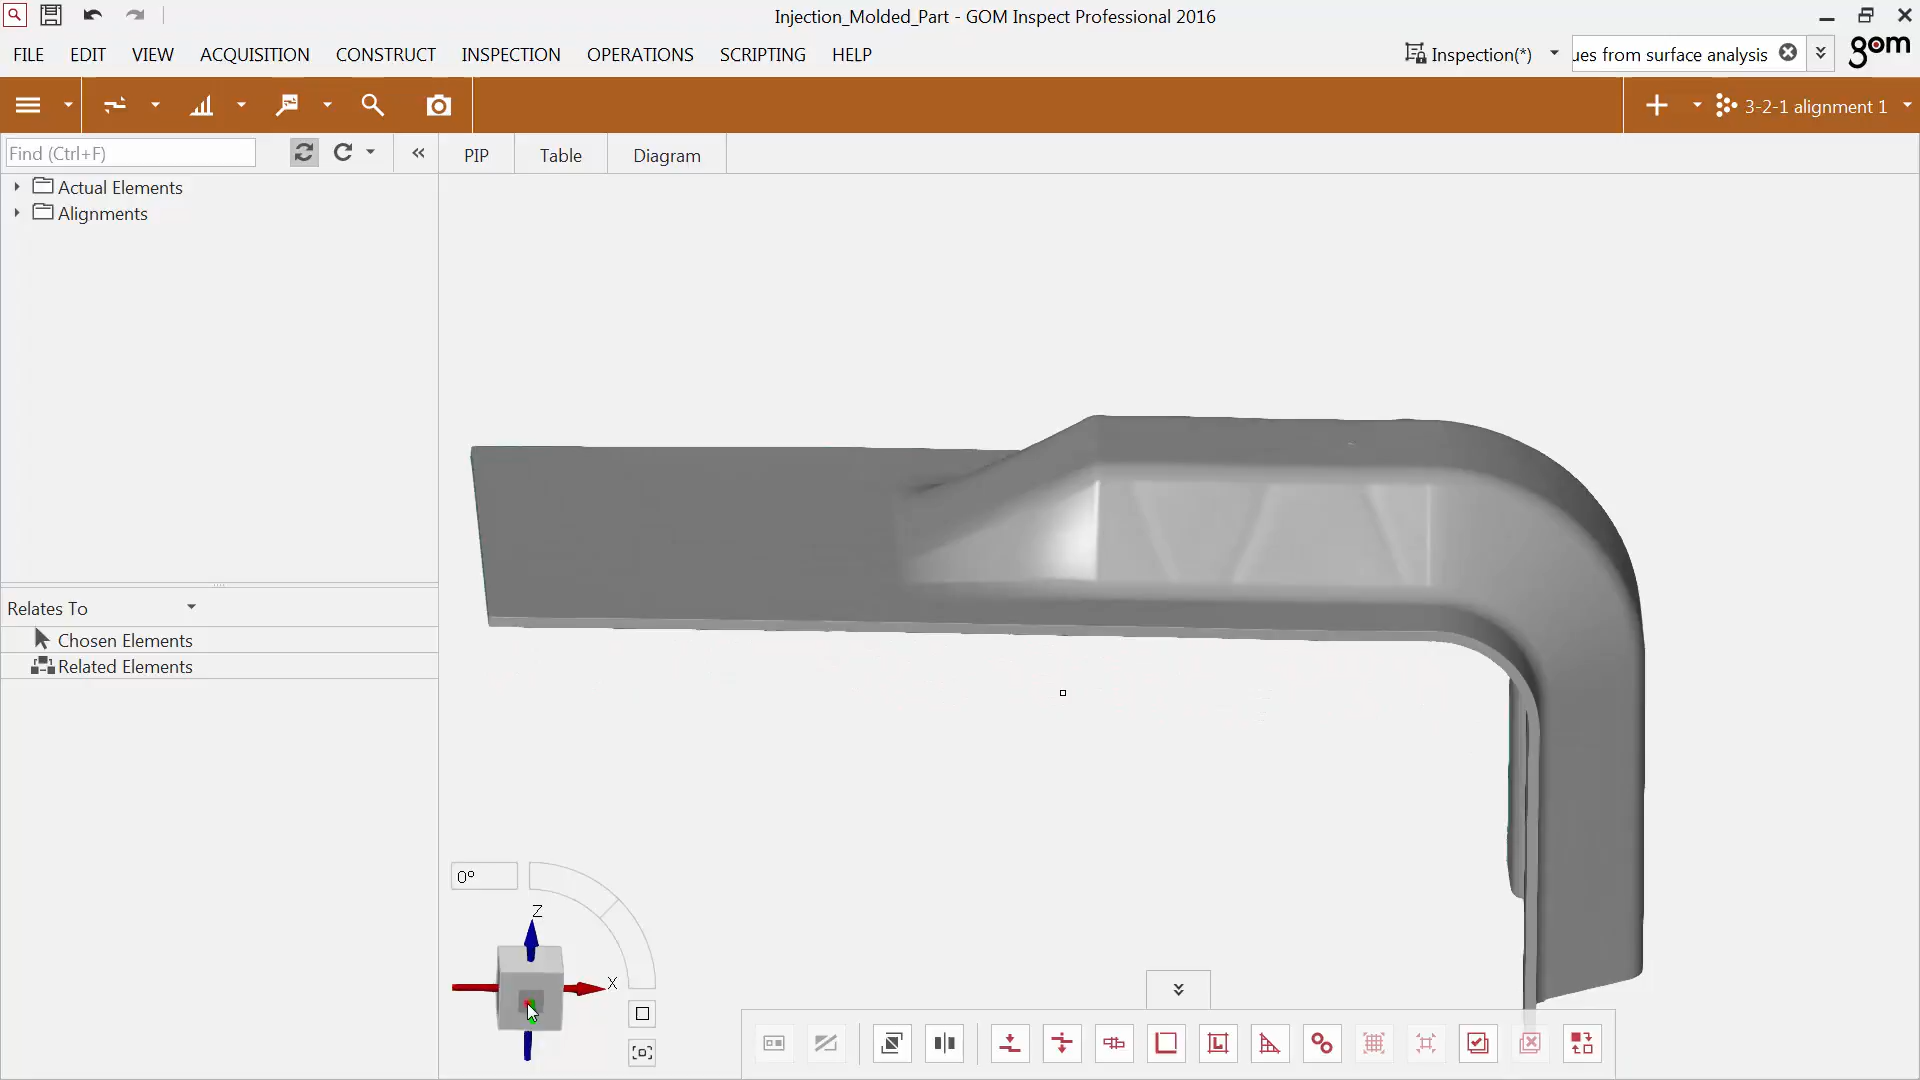 Injection_Molded_Part - GOM Inspect Professional 2016
FILE EDIT VIEW ACQUISITION CONSTRUCT INSPECTION OPERATIONS SCRIPTING HELP
Inspection(*)
ues from surface analysis
gom
3-2-1 alignment 1
Find (Ctrl+F)
PIP Table Diagram
Actual Elements
Alignments
Relates To
Chosen Elements
Related Elements
0°
Z
X